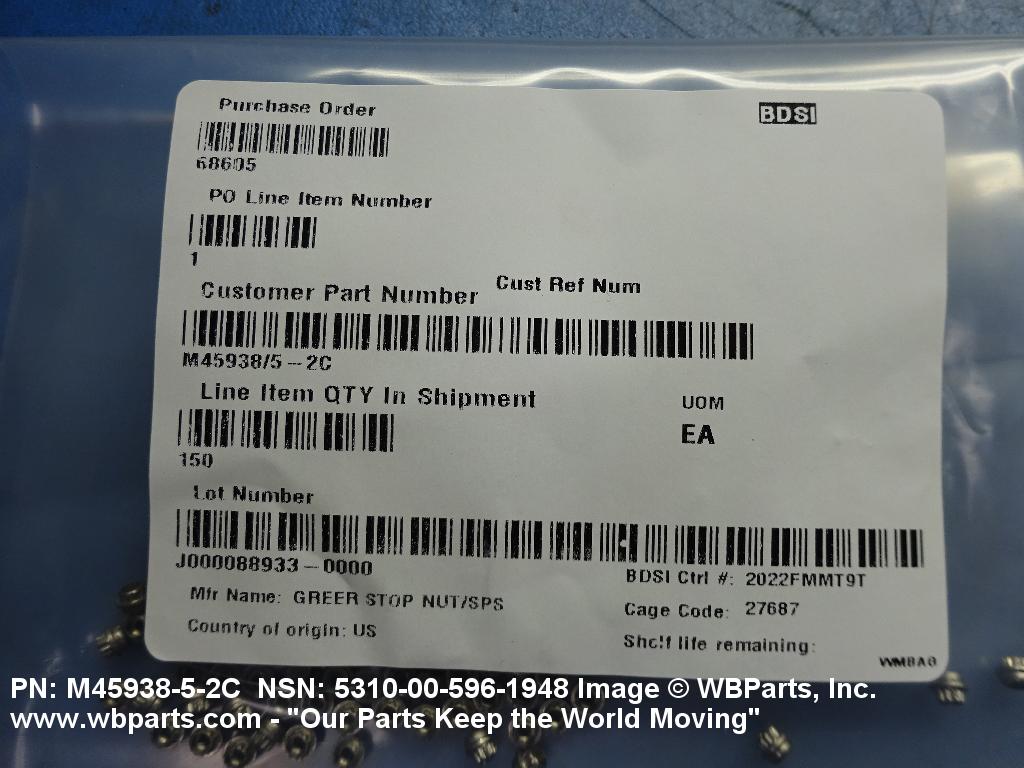 Purchase Order
BDSI
68605
PO Line Item Number
1
Customer Part Number
Cust Ref Num
M45938/5-2C
Line Item QTY In Shipment
UOM
EA
150
Lot Number
J000088933-0000
BDSI Ctrl #: 2022FMMT9T
Mfr Name: GREER STOP NUT/SPS
Cage Code: 27687
Country of origin: US
Shelf life remaining:
PN: M45938-5-2C NSN: 5310-00-596-1948 Image © WBParts, Inc.
www.wbparts.com - "Our Parts Keep the World Moving"